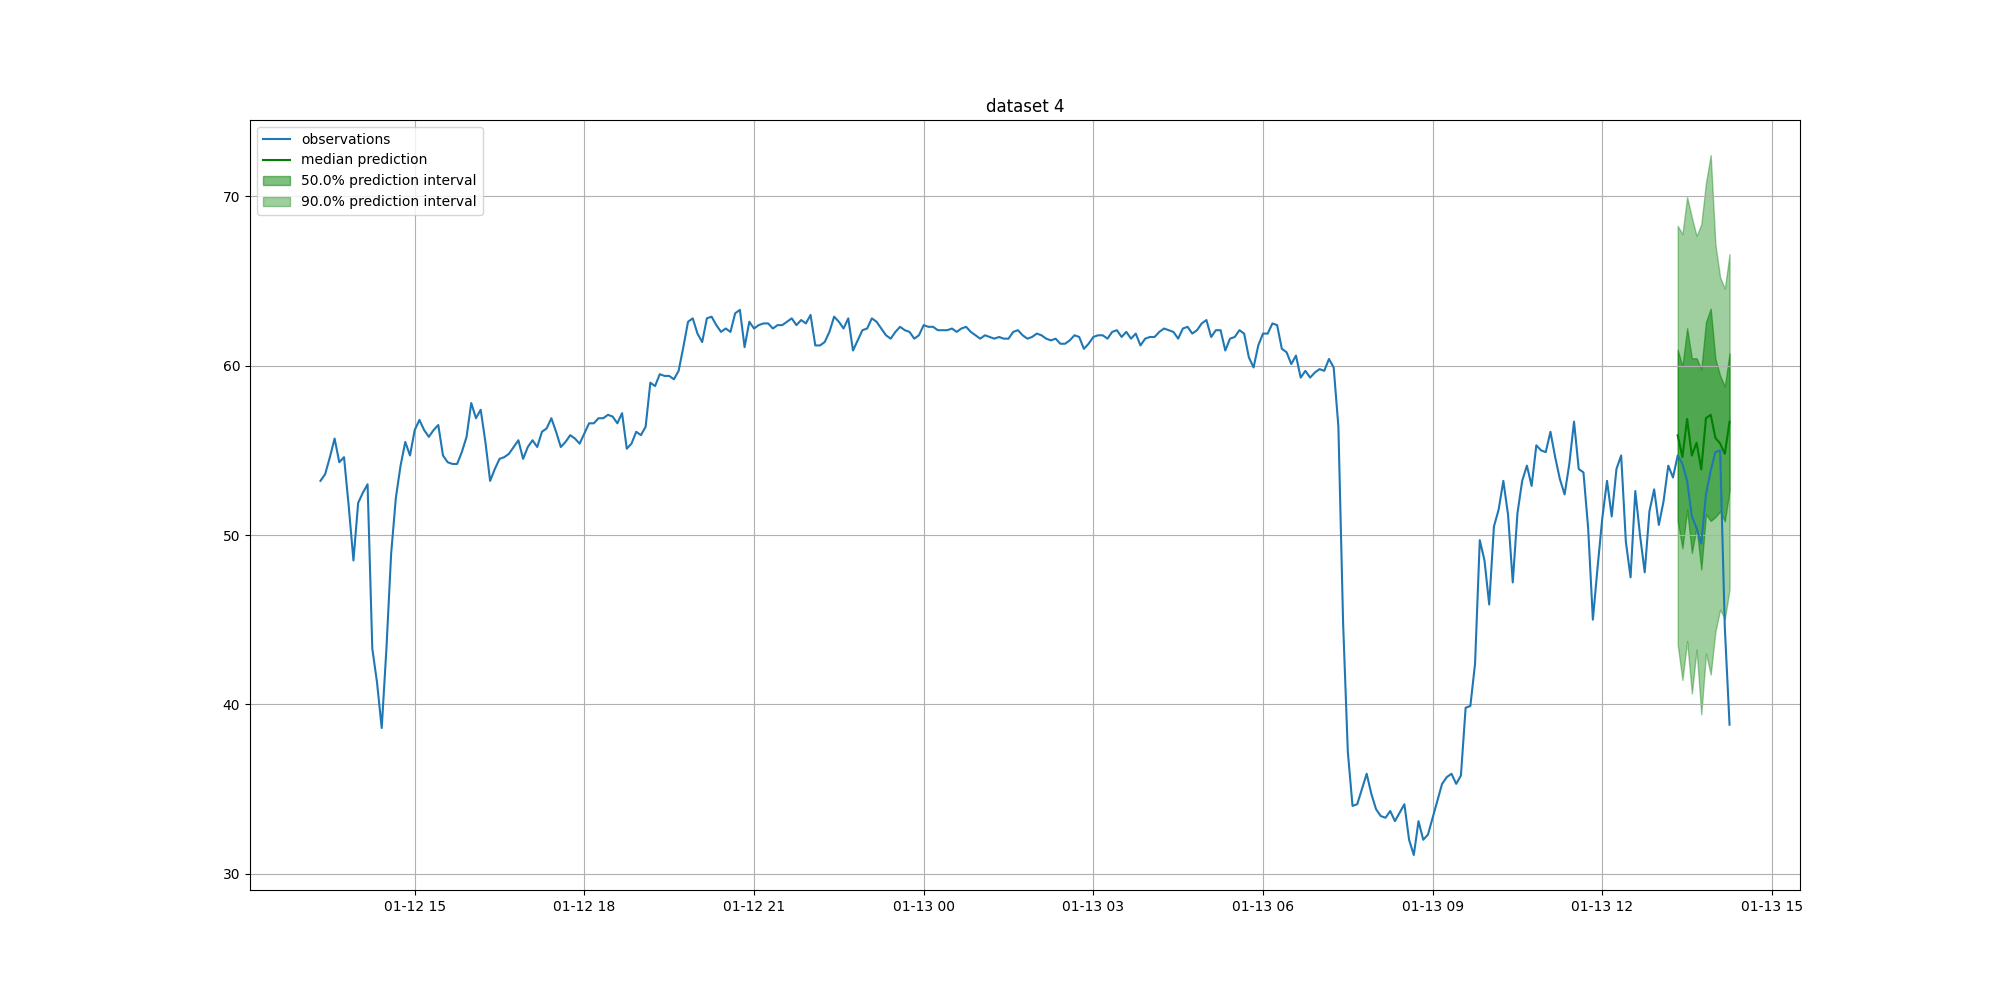 dataset 4
observations
median prediction
50.0% prediction interval
90.0% prediction interval
70
60
50
40
30
01-12 15 01-12 18 01-12 21 01-13 00 01-13 03 01-13 06 01-13 09 01-13 12 01-13 15